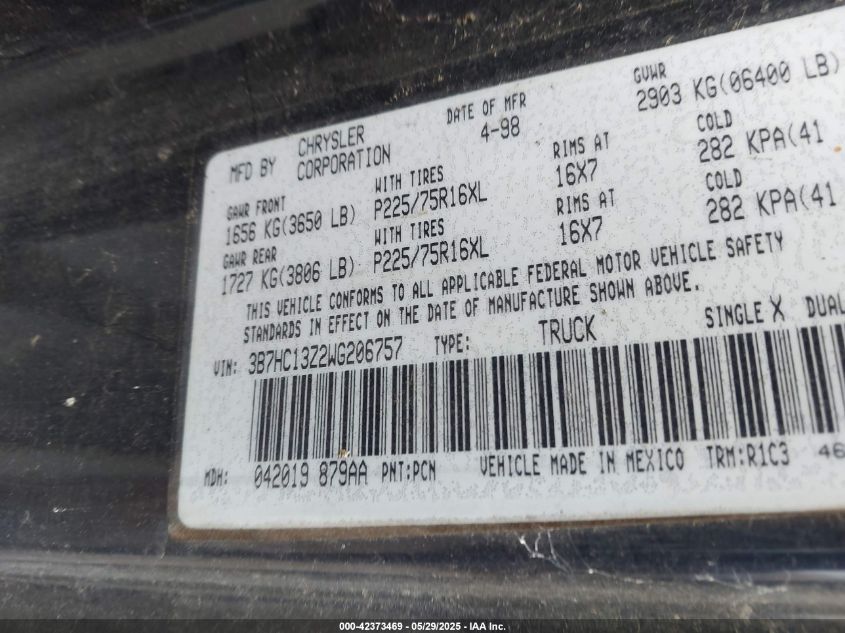 MFD BY CHRYSLER CORPORATION DATE OF MFR 4-98 GVWR 2903 KG(06400 LB)
GAWR FRONT WITH TIRES RIMS AT COLD
1656 KG(3650 LB) P225/75R16XL 16X7 282 KPA(41
GAWR REAR WITH TIRES RIMS AT COLD
1727 KG(3806 LB) P225/75R16XL 16X7 282 KPA(41
THIS VEHICLE CONFORMS TO ALL APPLICABLE FEDERAL MOTOR VEHICLE SAFETY
STANDARDS IN EFFECT ON THE DATE OF MANUFACTURE SHOWN ABOVE.
VIN: 3B7HC13Z2WG206757 TYPE: TRUCK SINGLE X DUAL
MDH: 042019 879AA PNT:PCN VEHICLE MADE IN MEXICO TRM:R1C3 46
000-42373469 - 05/29/2025 - IAA Inc.